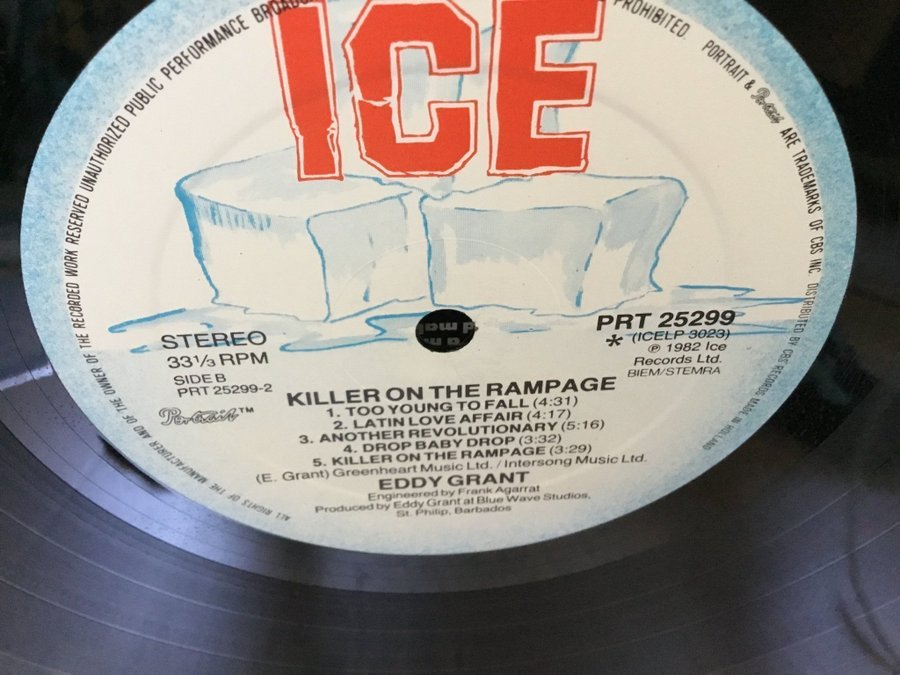 ICE
STEREO
33⅓ RPM
SIDE B
PRT 25299-2
Portrait™
PRT 25299
* (ICELP 3023)
℗ 1982 Ice
Records Ltd.
BIEM/STEMRA
KILLER ON THE RAMPAGE
1. TOO YOUNG TO FALL (4:31)
2. LATIN LOVE AFFAIR (4:17)
3. ANOTHER REVOLUTIONARY (5:16)
4. DROP BABY DROP (3:32)
5. KILLER ON THE RAMPAGE (3:29)
(E. Grant) Greenheart Music Ltd. / Intersong Music Ltd.
EDDY GRANT
Engineered by Frank Agarrat
Produced by Eddy Grant at Blue Wave Studios,
St. Philip, Barbados
ALL RIGHTS OF THE MANUFACTURER AND OF THE OWNER OF THE RECORDED WORK RESERVED UNAUTHORIZED PUBLIC PERFORMANCE
PROHIBITED. PORTRAIT & Portrait ARE TRADEMARKS OF CBS INC. DISTRIBUTED BY CBS RECORDS MADE IN HOLLAND